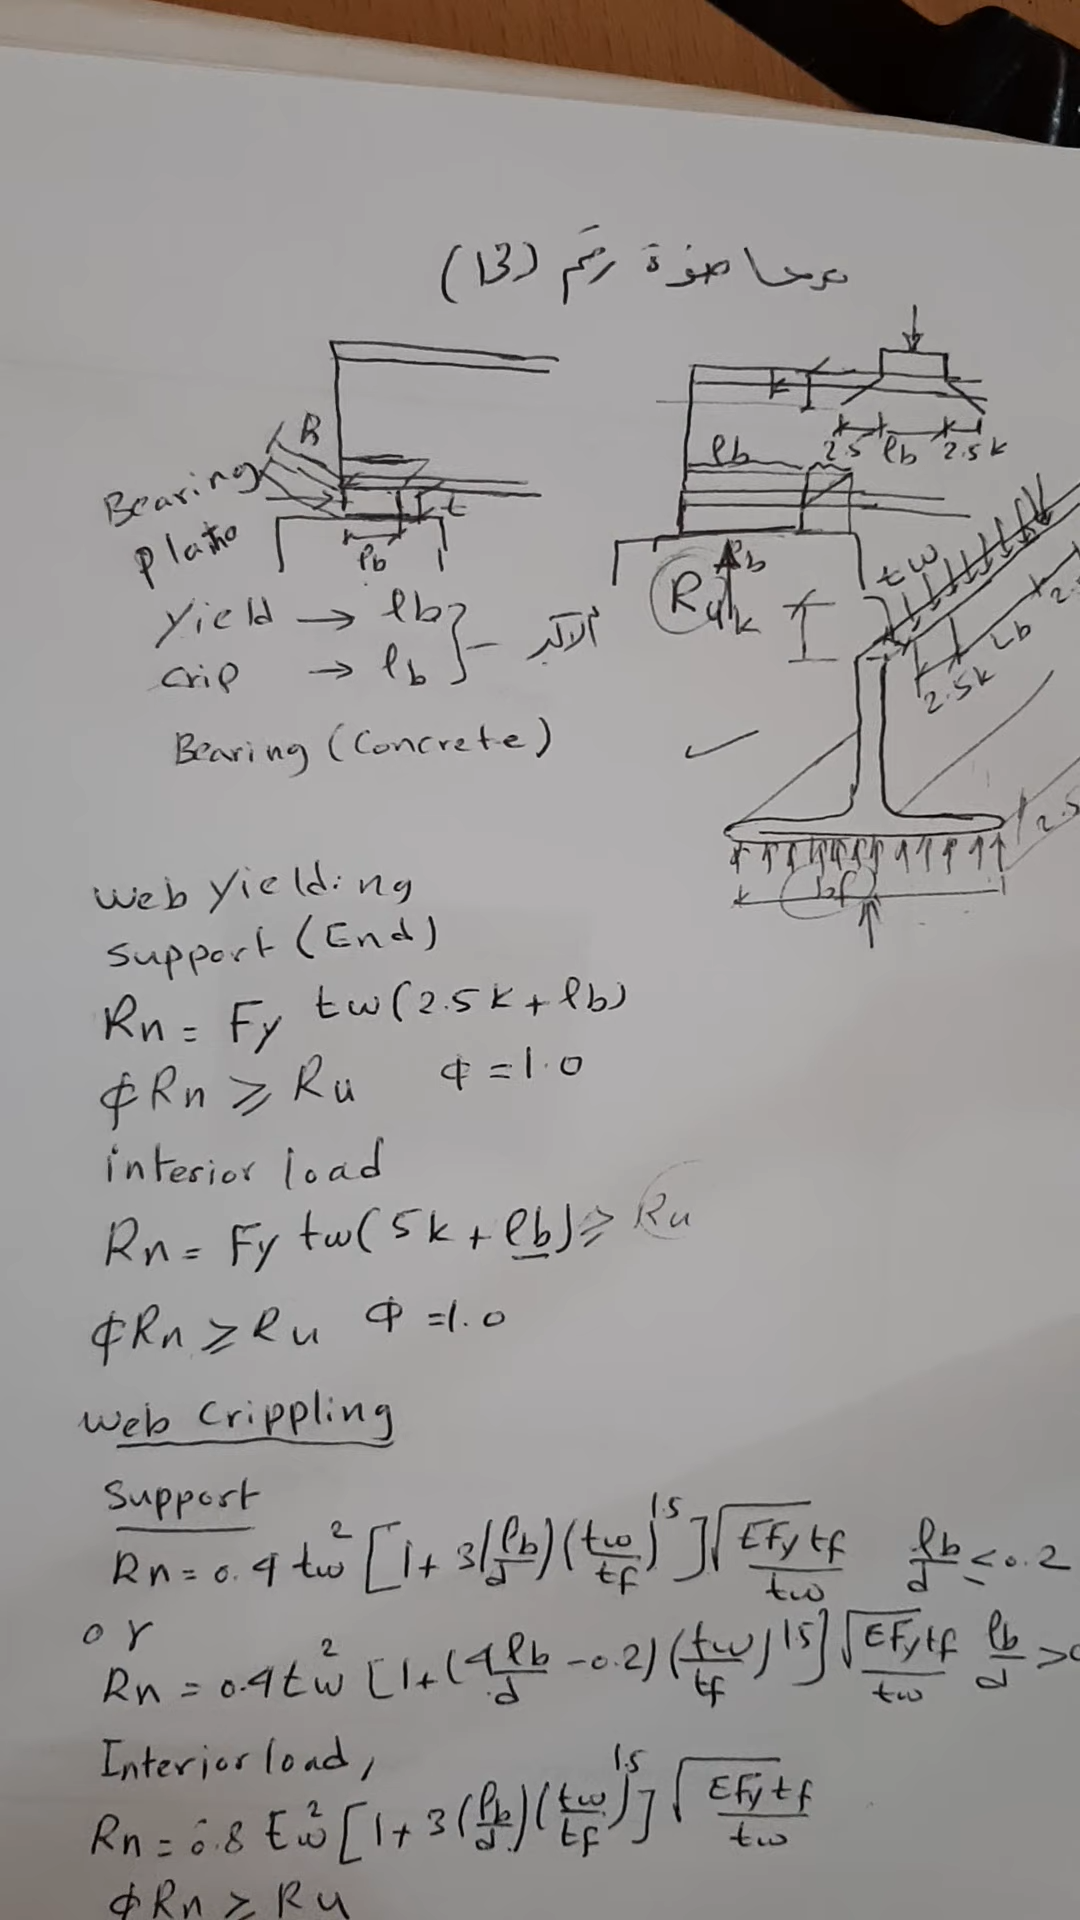 محاضرة رقم (13)
Bearing
plate
B
t
lb
lb
2.5 lb 2.5k
Ru
lb
k
tw
2.5k
Lb
2.5
bf
Yield → lb
crip → lb
الأكبر
Bearing (Concrete)
web Yielding
Support (End)
Rn = Fy tw (2.5k + lb)
ϕRn ≥ Ru ϕ = 1.0
interior load
Rn = Fy tw (5k + lb) ≥ Ru
ϕRn ≥ Ru ϕ = 1.0
web Crippling
Support
Rn = 0.4 tw² [1 + 3(lb/d)(tw/tf)^1.5] √(EFy tf/tw) lb/d ≤ 0.2
or
Rn = 0.4 tw² [1 + (4lb/d - 0.2)(tw/tf)^1.5] √(EFy tf/tw) lb/d > 0
Interior load,
Rn = 0.8 tw² [1 + 3(lb/d)(tw/tf)^1.5] √(EFy tf/tw)
ϕRn ≥ Ru